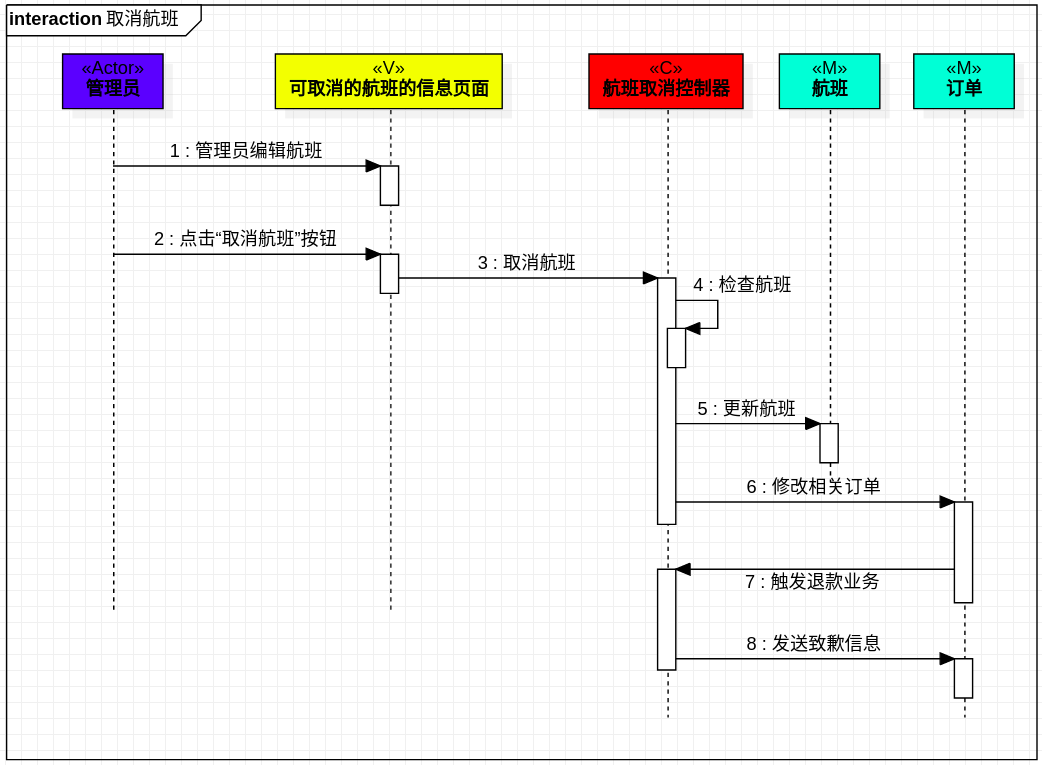 interaction 取消航班
«Actor»
管理员
«V»
可取消的航班的信息页面
«C»
航班取消控制器
«M»
航班
«M»
订单
1 : 管理员编辑航班
2 : 点击“取消航班”按钮
3 : 取消航班
4 : 检查航班
5 : 更新航班
6 : 修改相关订单
7 : 触发退款业务
8 : 发送致歉信息